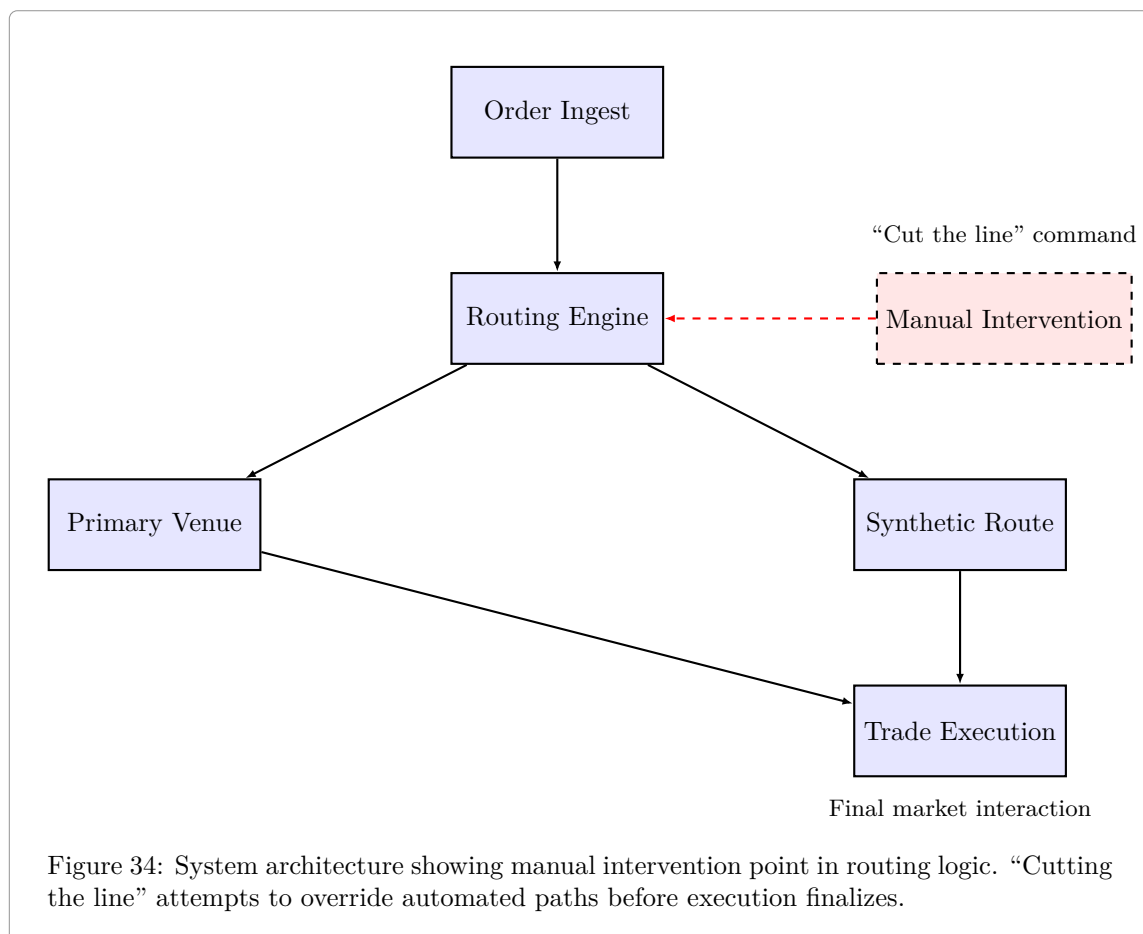 Order Ingest
“Cut the line” command
Routing Engine
Manual Intervention
Primary Venue
Synthetic Route
Trade Execution
Final market interaction
Figure 34: System architecture showing manual intervention point in routing logic. “Cutting
the line” attempts to override automated paths before execution finalizes.